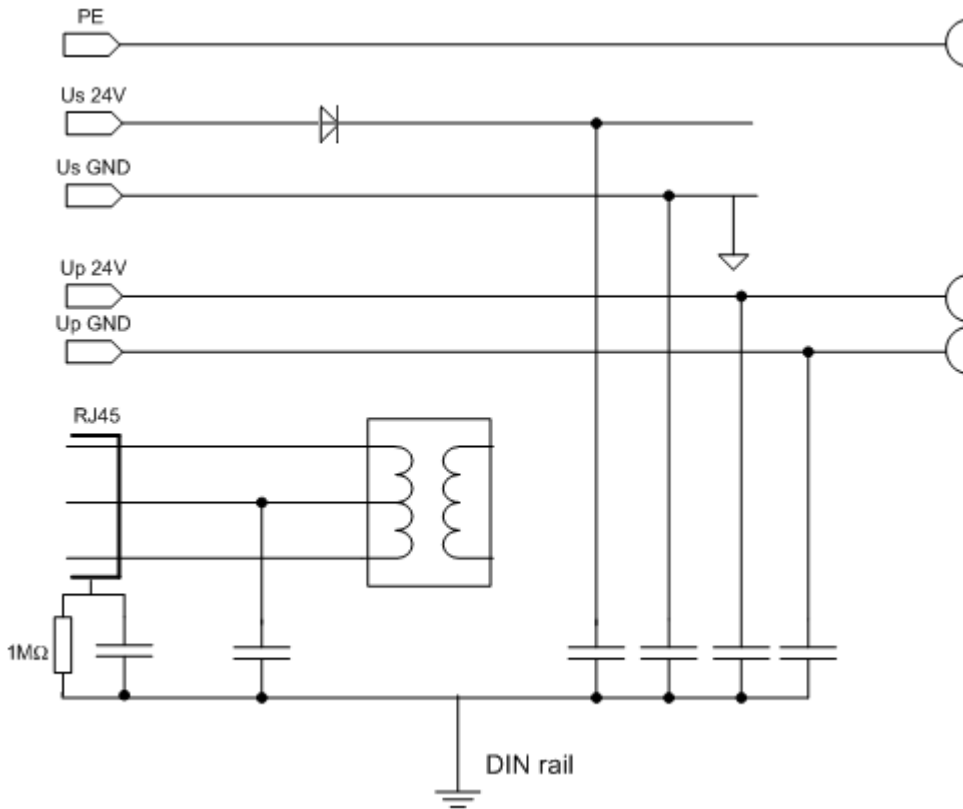 PE
Us 24V
Us GND
Up 24V
Up GND
RJ45
1MΩ
DIN rail